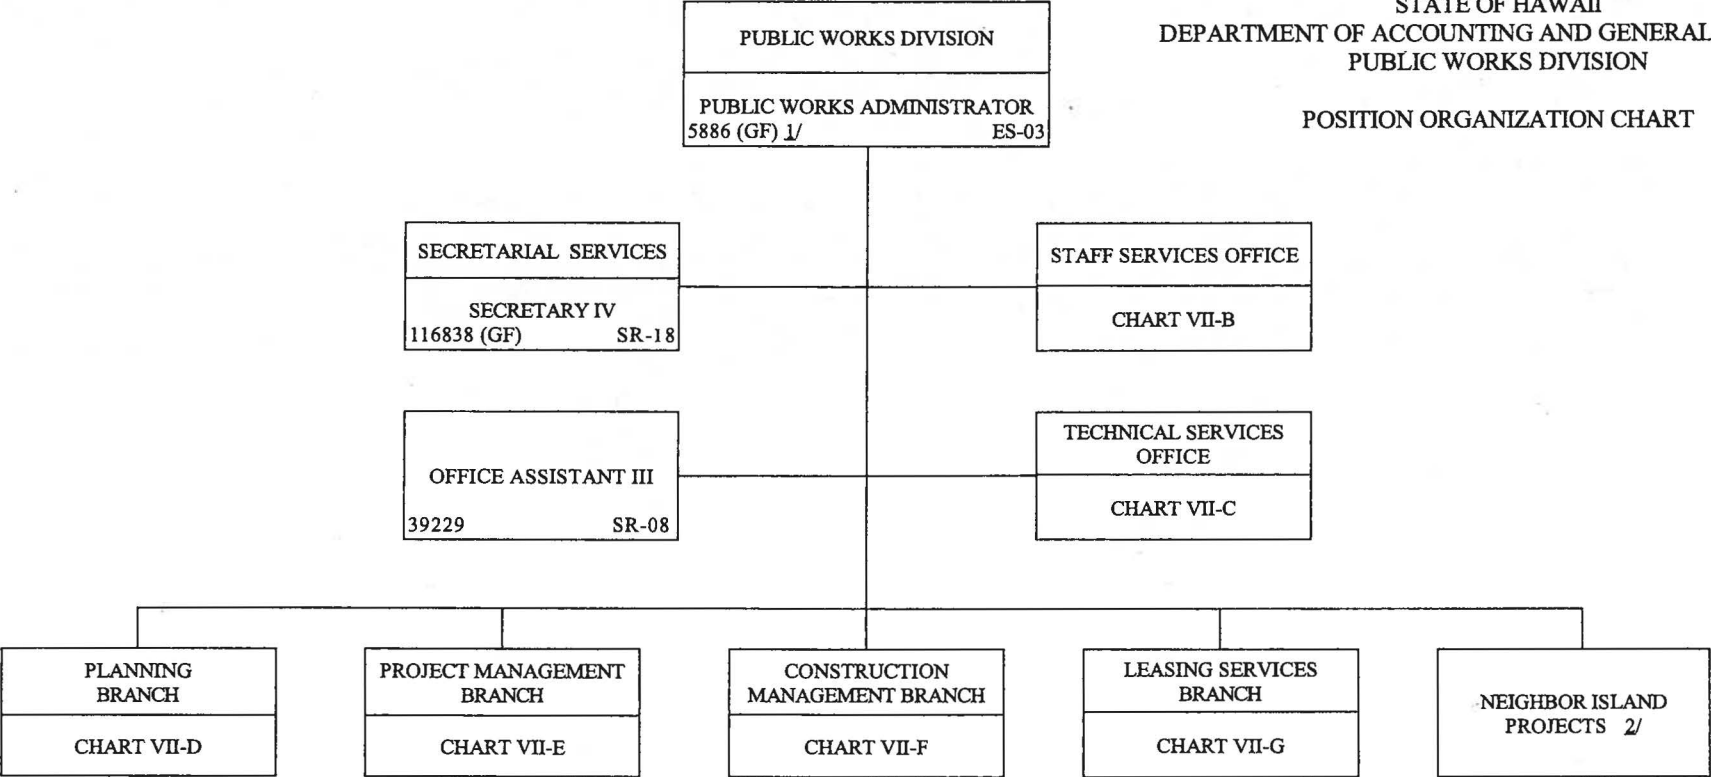 STATE OF HAWAII
DEPARTMENT OF ACCOUNTING AND GENERAL
PUBLIC WORKS DIVISION
POSITION ORGANIZATION CHART
PUBLIC WORKS DIVISION
PUBLIC WORKS ADMINISTRATOR
5886 (GF) 1/ ES-03
SECRETARIAL SERVICES
SECRETARY IV
116838 (GF) SR-18
STAFF SERVICES OFFICE
CHART VII-B
OFFICE ASSISTANT III
39229 SR-08
TECHNICAL SERVICES
OFFICE
CHART VII-C
PLANNING
BRANCH
CHART VII-D
PROJECT MANAGEMENT
BRANCH
CHART VII-E
CONSTRUCTION
MANAGEMENT BRANCH
CHART VII-F
LEASING SERVICES
BRANCH
CHART VII-G
NEIGHBOR ISLAND
PROJECTS 2/